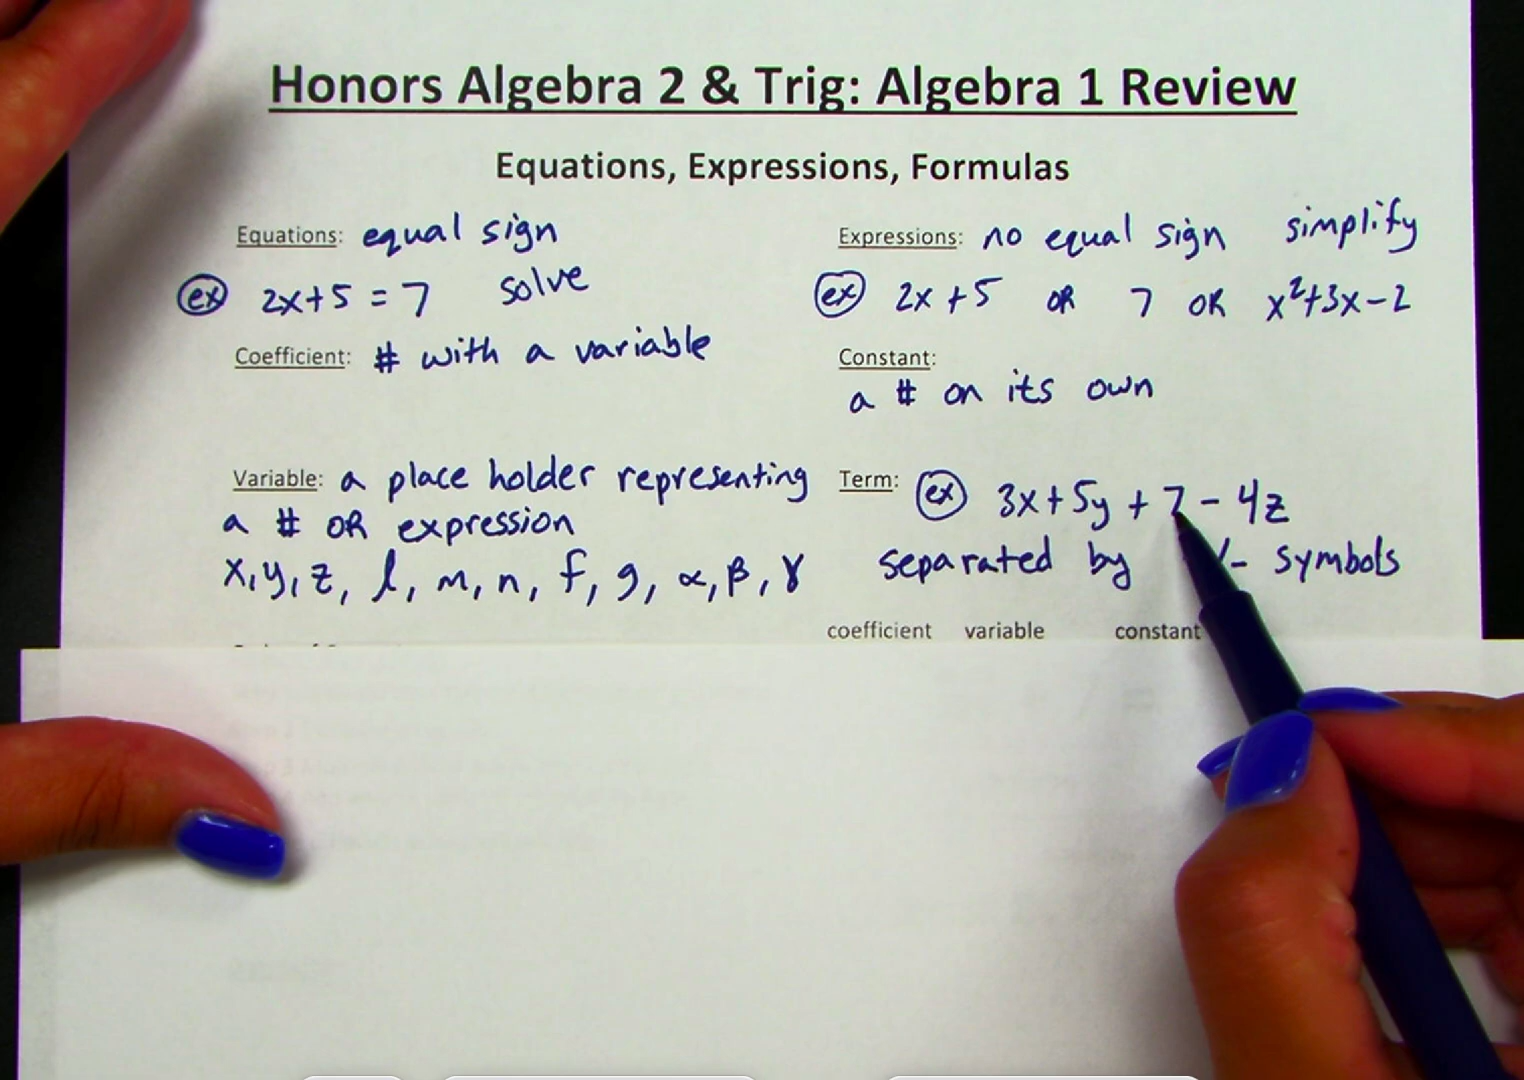 Honors Algebra 2 & Trig: Algebra 1 Review
Equations, Expressions, Formulas
Equations: equal sign
ex 2x+5 = 7 solve
Coefficient: # with a variable
Variable: a place holder representing
a # OR expression
x, y, z, l, m, n, f, g, α, β, γ
Expressions: no equal sign simplify
ex 2x+5 OR 7 OR x²+3x-2
Constant:
a # on its own
Term: ex 3x+5y+7-4z
separated by /- symbols
coefficient variable constant